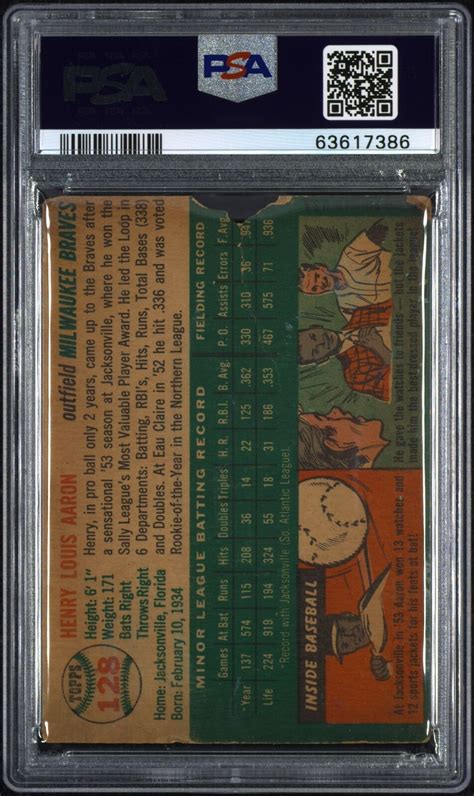 PSA
PSA
63617386
TOPPS
128
HENRY LOUIS AARON
outfield MILWAUKEE BRAVES
Height: 6' 1"
Weight: 171
Bats Right
Throws Right
Home: Jacksonville, Florida
Born: February 10, 1934
Henry, in pro ball only 2 years, came up to the Braves after
a sensational '53 season at Jacksonville, where he won the
Sally League's Most Valuable Player Award. He led the Loop in
6 Departments: Batting, RBI's, Hits, Runs, Total Bases (338)
and Doubles. At Eau Claire in '52 he hit .336 and was voted
Rookie-of-the-Year in the Northern League.
MINOR LEAGUE BATTING RECORD FIELDING RECORD
Games At Bat Runs Hits Doubles Triples H.R. R.B.I. B.Avg. P.O. Assists Errors F.Avg.
*Year 137 574 115 208 36 14 22 125 .362 330 310 36
Life 224 919 194 324 55 18 31 186 .353 467 575 71 .936
*Record with Jacksonville (So. Atlantic League).
INSIDE BASEBALL
At Jacksonville in '53 Aaron won 13 watches and
12 sports jackets for his feats at bat!
He gave the watches to friends — but the jackets
made him the best-dressed player in the league!